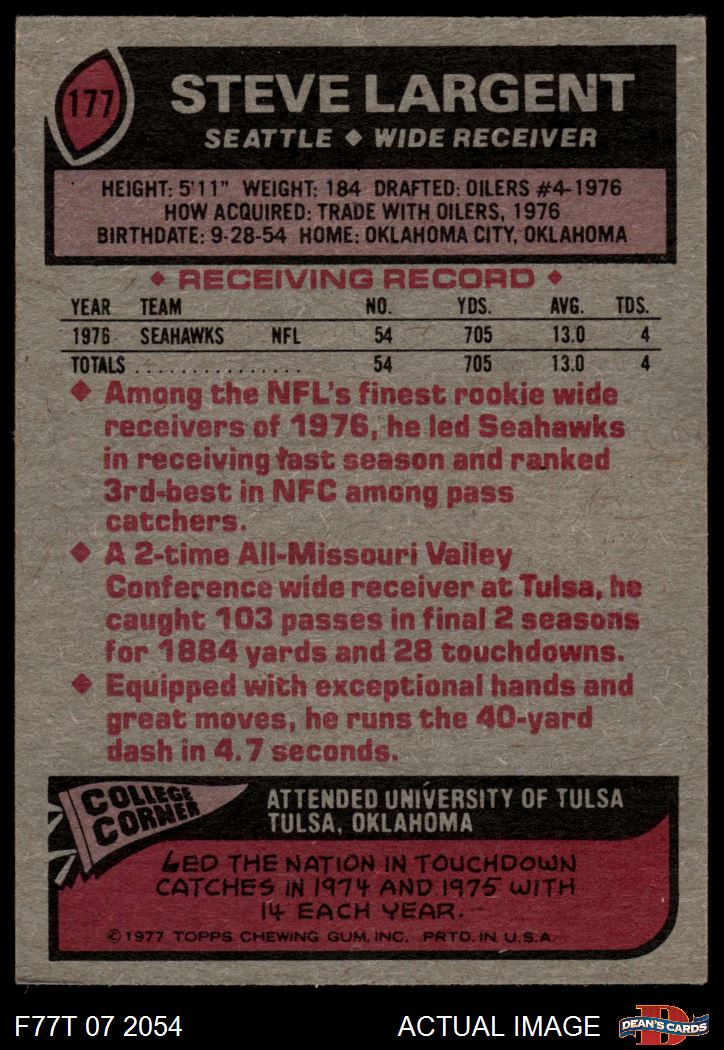 177
STEVE LARGENT
SEATTLE ◆ WIDE RECEIVER
HEIGHT: 5'11" WEIGHT: 184 DRAFTED: OILERS #4-1976
HOW ACQUIRED: TRADE WITH OILERS, 1976
BIRTHDATE: 9-28-54 HOME: OKLAHOMA CITY, OKLAHOMA
◆ RECEIVING RECORD ◆
YEAR TEAM NO. YDS. AVG. TDS.
1976 SEAHAWKS NFL 54 705 13.0 4
TOTALS . . . . . . . . . . . . . . . 54 705 13.0 4
◆ Among the NFL's finest rookie wide
receivers of 1976, he led Seahawks
in receiving last season and ranked
3rd-best in NFC among pass
catchers.
◆ A 2-time All-Missouri Valley
Conference wide receiver at Tulsa, he
caught 103 passes in final 2 seasons
for 1884 yards and 28 touchdowns.
◆ Equipped with exceptional hands and
great moves, he runs the 40-yard
dash in 4.7 seconds.
COLLEGE
CORNER
ATTENDED UNIVERSITY OF TULSA
TULSA, OKLAHOMA
LED THE NATION IN TOUCHDOWN
CATCHES IN 1974 AND 1975 WITH
14 EACH YEAR.
© 1977 TOPPS CHEWING GUM, INC. PRTD. IN U.S.A.
F77T 07 2054 ACTUAL IMAGE
D
DEAN'S CARDS